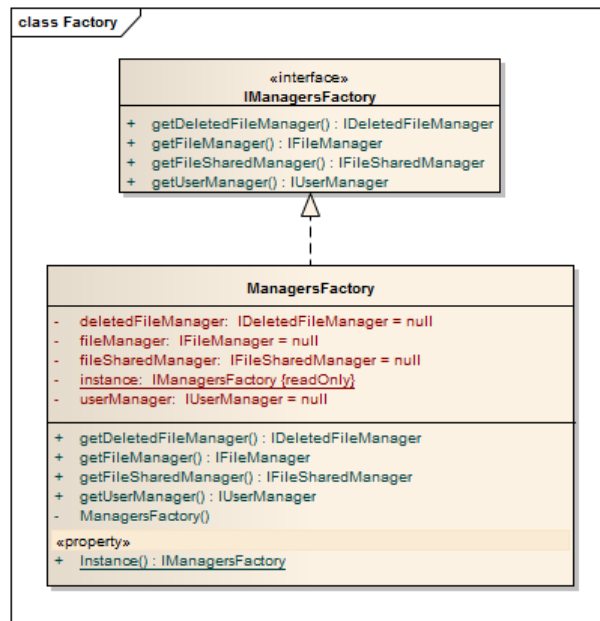 class Factory
«interface»
IManagersFactory
+ getDeletedFileManager() : IDeletedFileManager
+ getFileManager() : IFileManager
+ getFileSharedManager() : IFileSharedManager
+ getUserManager() : IUserManager
ManagersFactory
- deletedFileManager: IDeletedFileManager = null
- fileManager: IFileManager = null
- fileSharedManager: IFileSharedManager = null
- instance: IManagersFactory {readOnly}
- userManager: IUserManager = null
+ getDeletedFileManager() : IDeletedFileManager
+ getFileManager() : IFileManager
+ getFileSharedManager() : IFileSharedManager
+ getUserManager() : IUserManager
- ManagersFactory()
«property»
+ Instance() : IManagersFactory